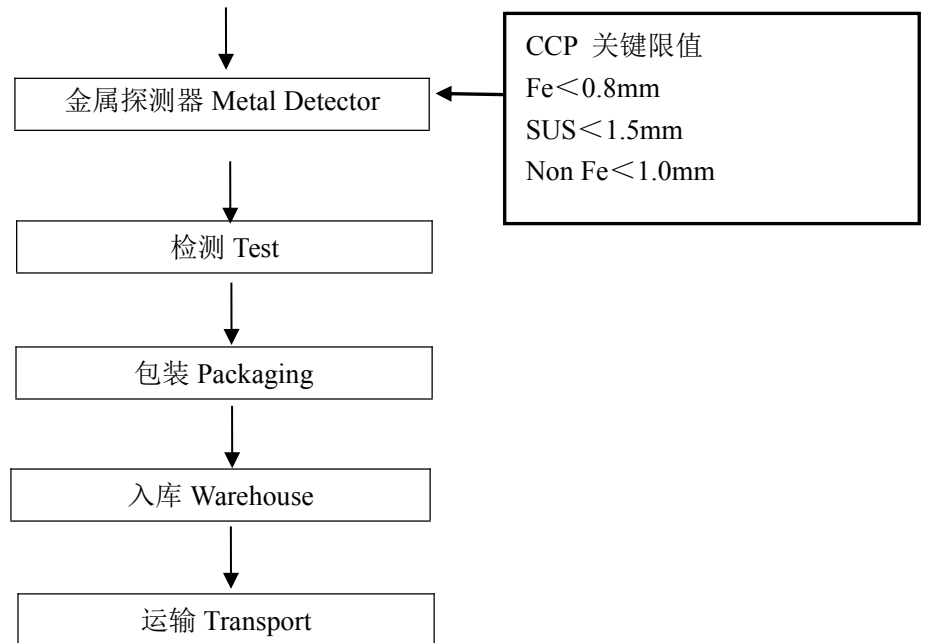 CCP 关键限值
Fe＜0.8mm
SUS＜1.5mm
Non Fe＜1.0mm
金属探测器 Metal Detector
检测 Test
包装 Packaging
入库 Warehouse
运输 Transport